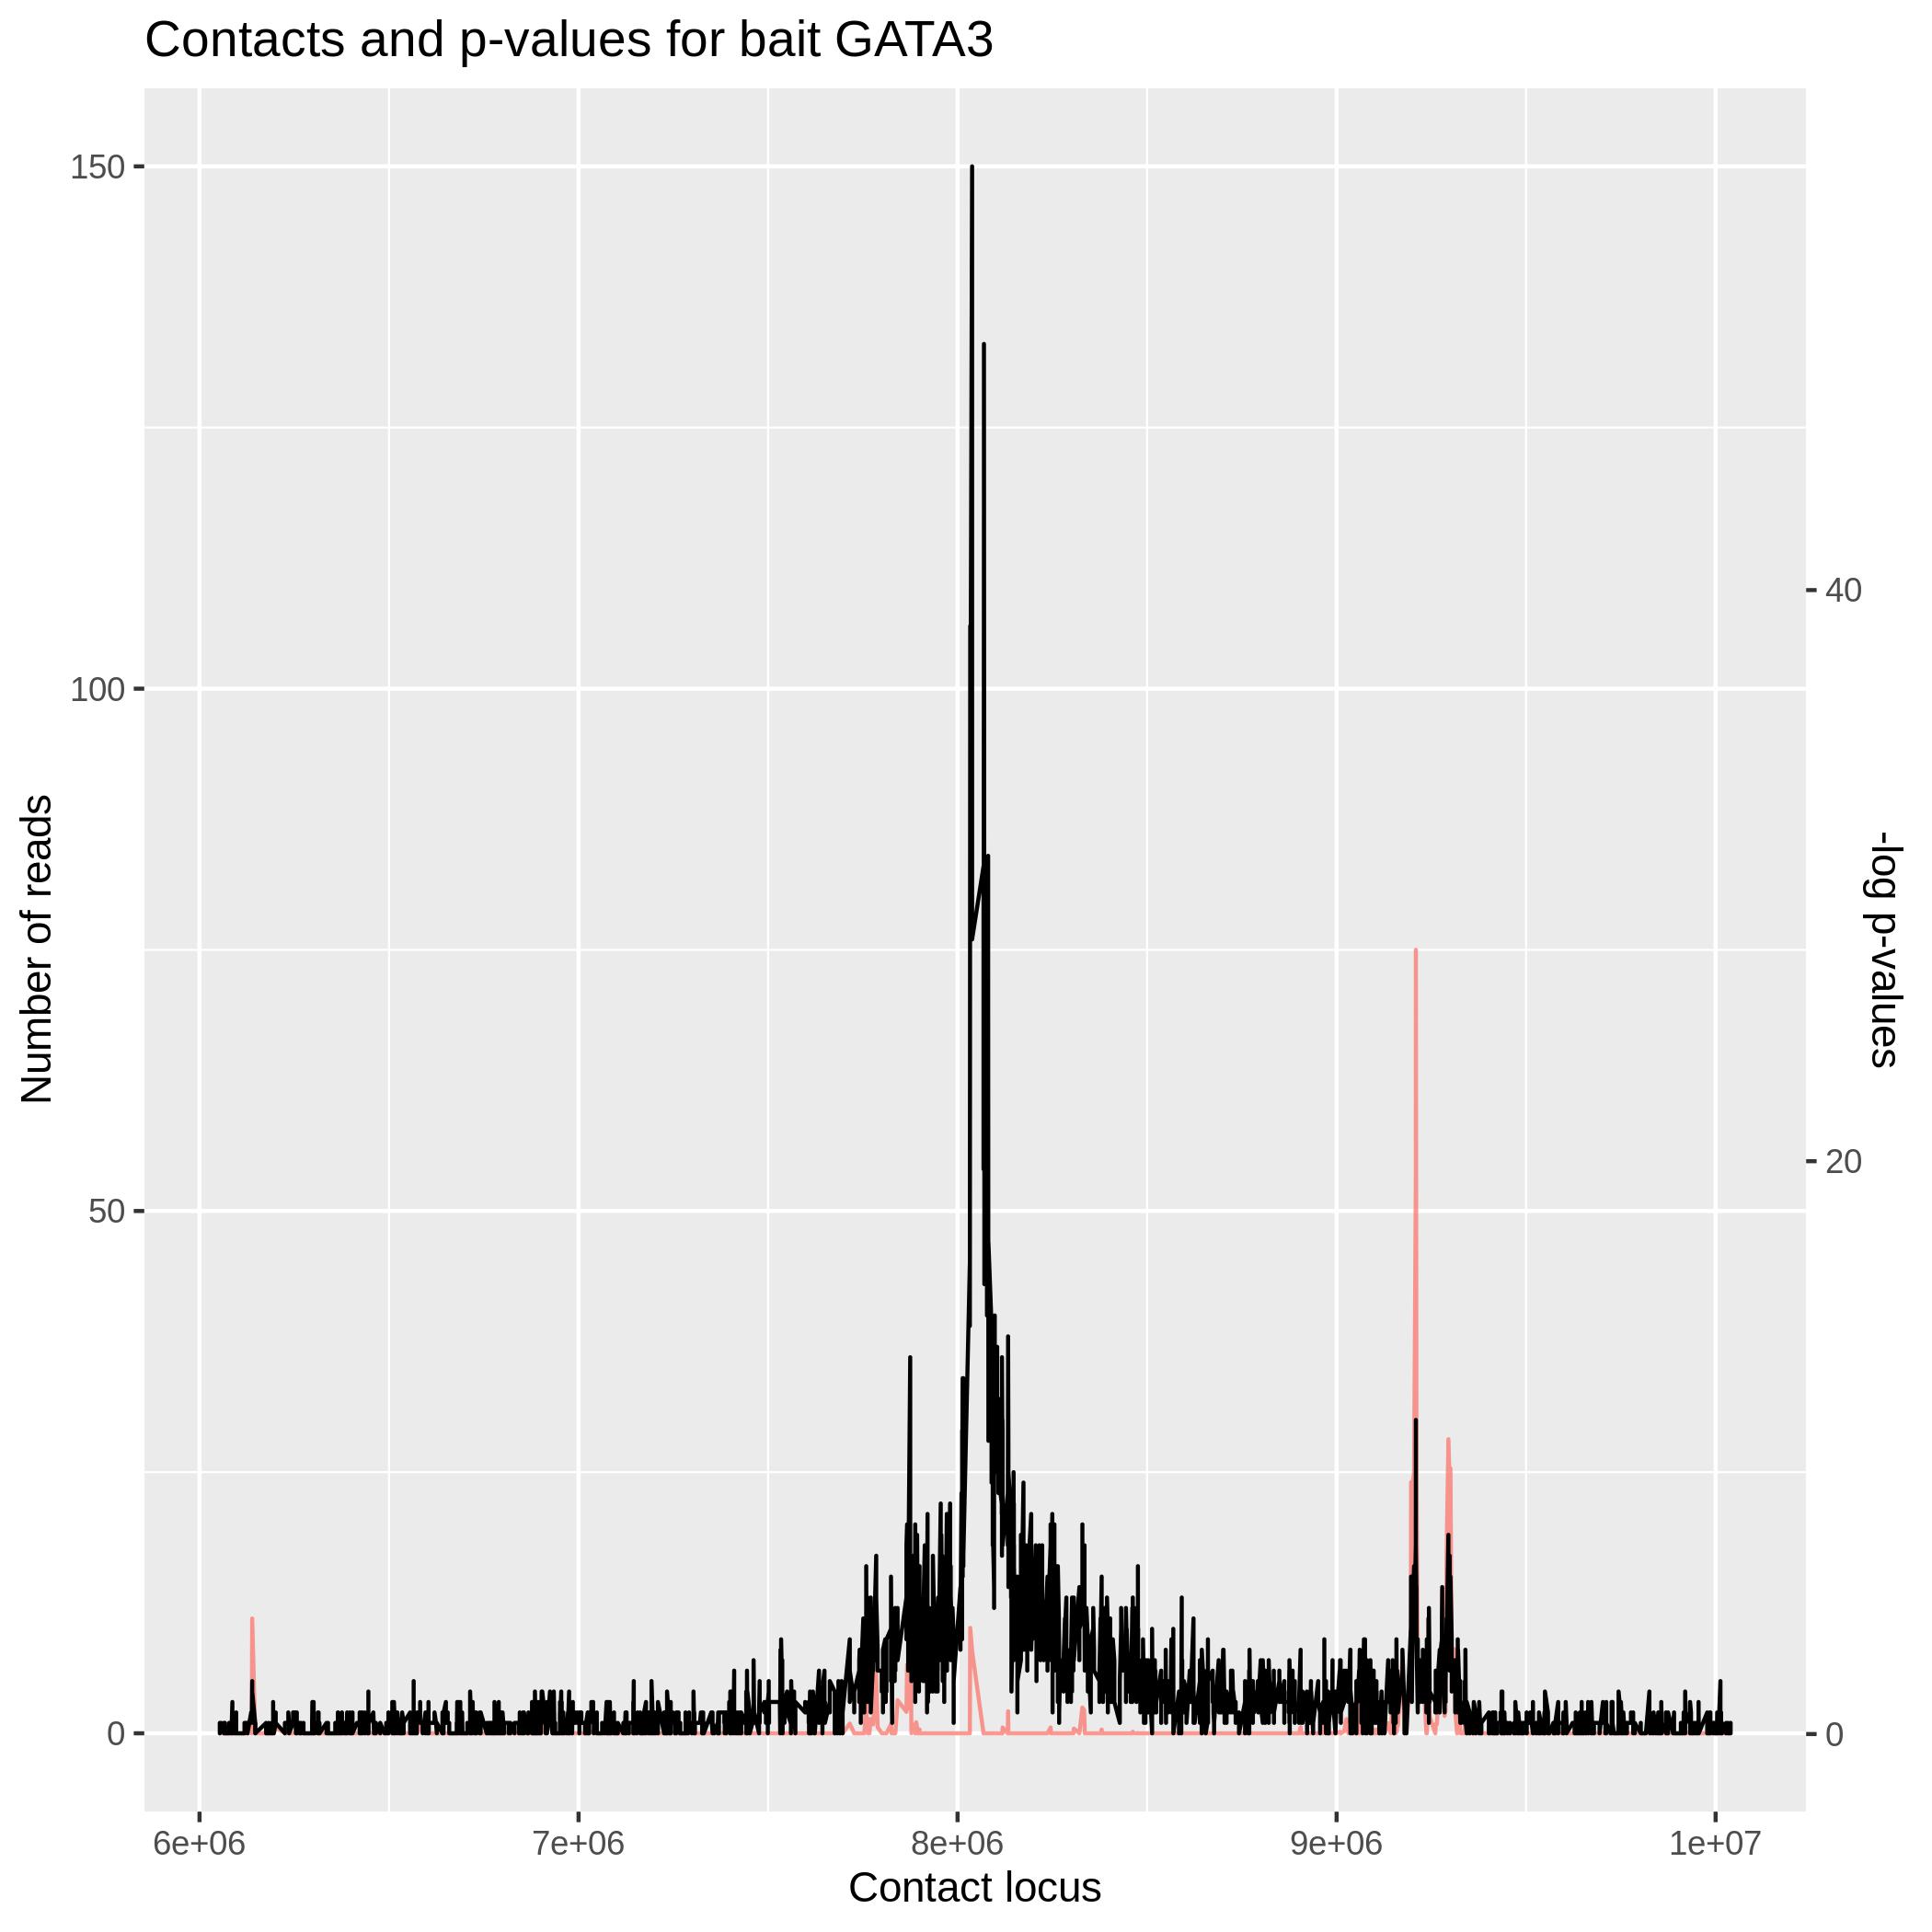 Contacts and p-values for bait GATA3
150
100
50
0
Number of reads
40
20
0
-log p-values
6e+06
7e+06
8e+06
9e+06
1e+07
Contact locus